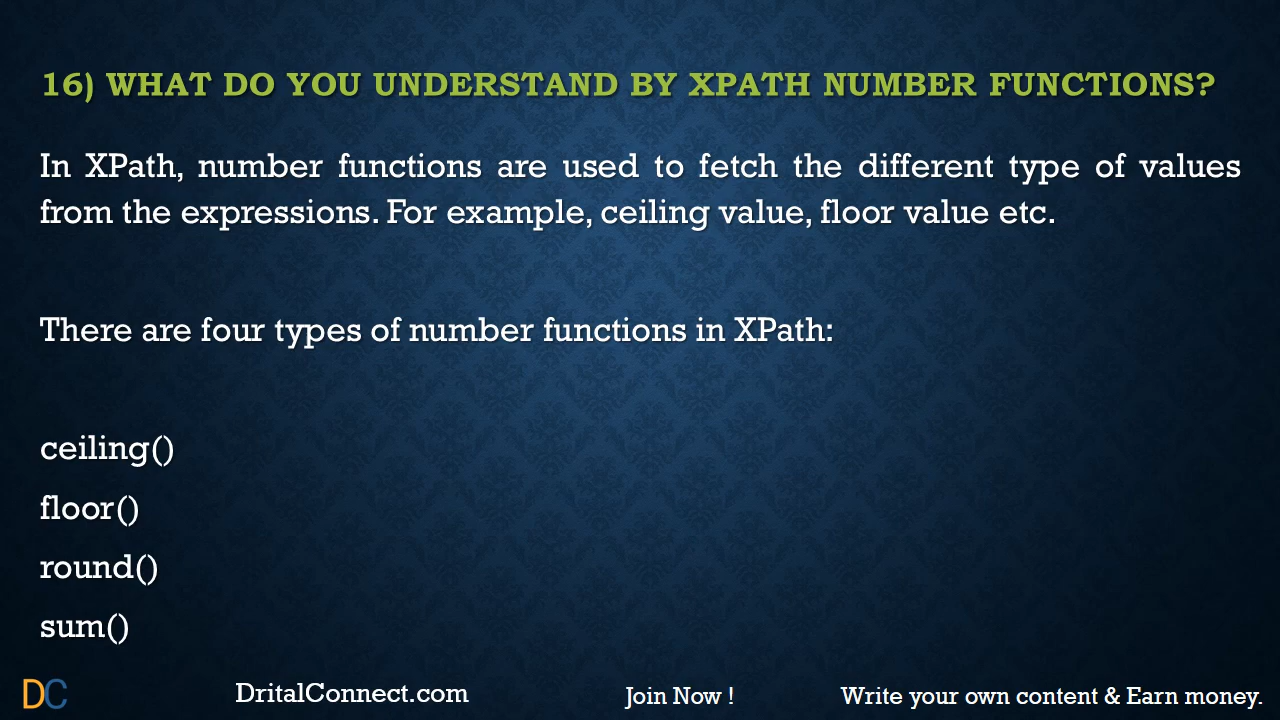 16) WHAT DO YOU UNDERSTAND BY XPATH NUMBER FUNCTIONS?
In XPath, number functions are used to fetch the different type of values
from the expressions. For example, ceiling value, floor value etc.
There are four types of number functions in XPath:
ceiling()
floor()
round()
sum()
DC
DritalConnect.com
Join Now !
Write your own content & Earn money.